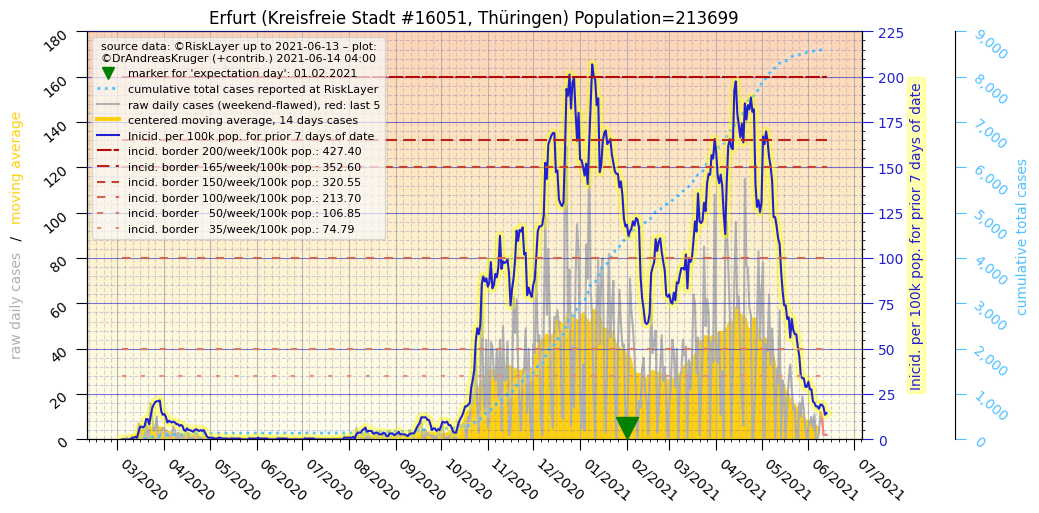 Erfurt (Kreisfreie Stadt #16051, Thüringen) Population=213699
source data: ©RiskLayer up to 2021-06-13 – plot:
©DrAndreasKruger (+contrib.) 2021-06-14 04:00
marker for 'expectation day': 01.02.2021
cumulative total cases reported at RiskLayer
raw daily cases (weekend-flawed), red: last 5
centered moving average, 14 days cases
Inicid. per 100k pop. for prior 7 days of date
incid. border 200/week/100k pop.: 427.40
incid. border 165/week/100k pop.: 352.60
incid. border 150/week/100k pop.: 320.55
incid. border 100/week/100k pop.: 213.70
incid. border   50/week/100k pop.: 106.85
incid. border   35/week/100k pop.: 74.79
raw daily cases / moving average
180
160
140
120
100
80
60
40
20
0
225
200
175
150
125
100
75
50
25
0
Inicid. per 100k pop. for prior 7 days of date
9,000
8,000
7,000
6,000
5,000
4,000
3,000
2,000
1,000
0
cumulative total cases
03/2020
04/2020
05/2020
06/2020
07/2020
08/2020
09/2020
10/2020
11/2020
12/2020
01/2021
02/2021
03/2021
04/2021
05/2021
06/2021
07/2021